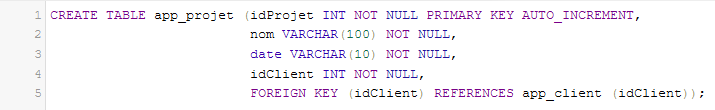 1 CREATE TABLE app_projet (idProjet INT NOT NULL PRIMARY KEY AUTO_INCREMENT,
2 nom VARCHAR(100) NOT NULL,
3 date VARCHAR(10) NOT NULL,
4 idClient INT NOT NULL,
5 FOREIGN KEY (idClient) REFERENCES app_client (idClient));